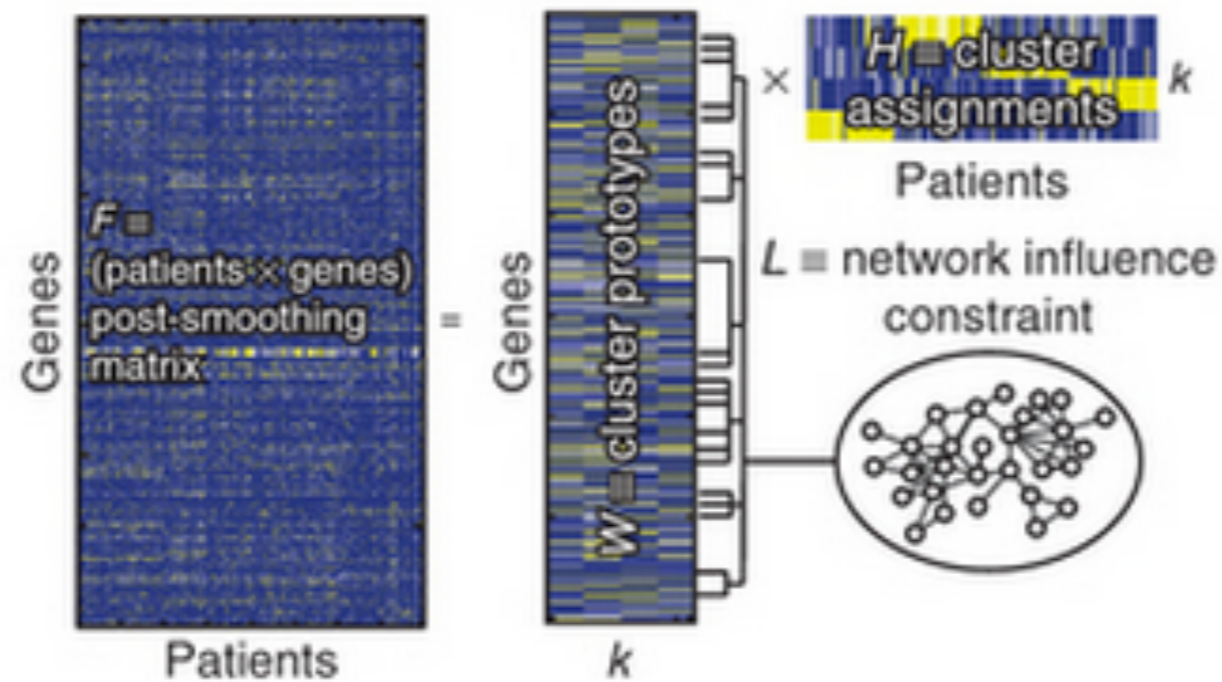 Genes
F ≡
(patients × genes)
post-smoothing
matrix
Patients
=
Genes
W ≡ cluster prototypes
k
×
H ≡ cluster
assignments
k
Patients
L ≡ network influence
constraint